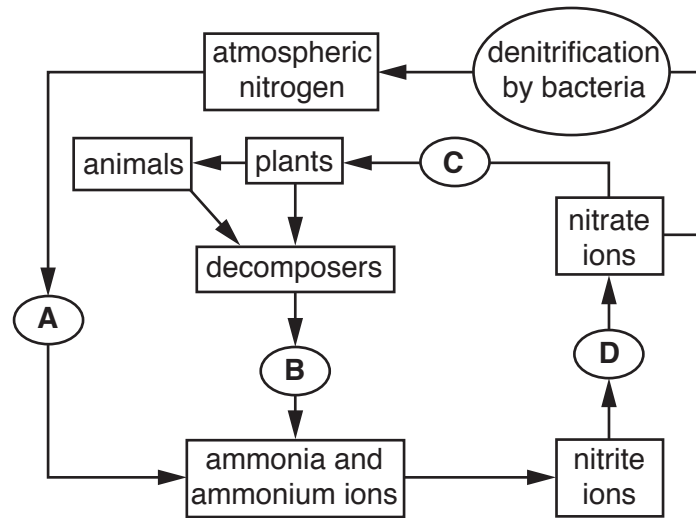 atmospheric
nitrogen
denitrification
by bacteria
animals
plants
C
decomposers
nitrate
ions
A
B
D
ammonia and
ammonium ions
nitrite
ions